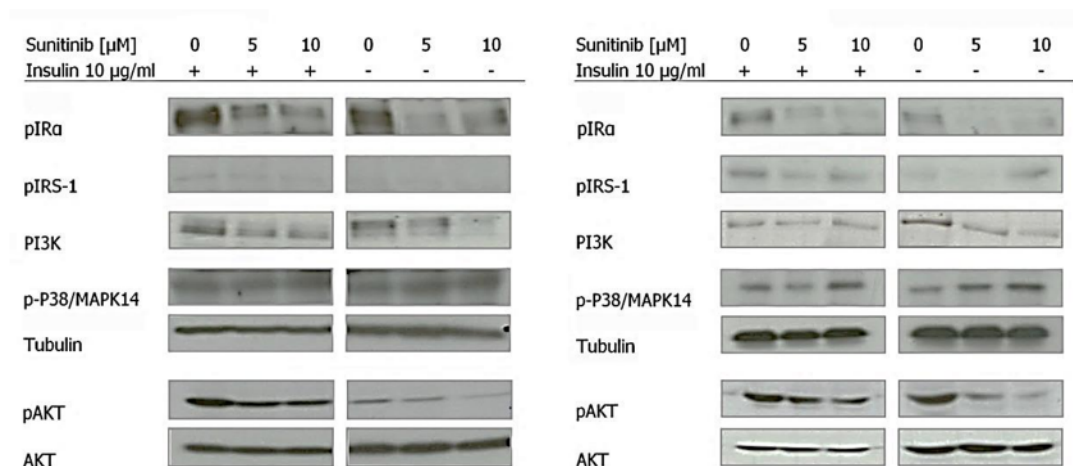 Sunitinib [µM] 0 5 10 0 5 10
Insulin 10 µg/ml + + + - - -
pIRα
pIRS-1
PI3K
p-P38/MAPK14
Tubulin
pAKT
AKT
Sunitinib [µM] 0 5 10 0 5 10
Insulin 10 µg/ml + + + - - -
pIRα
pIRS-1
PI3K
p-P38/MAPK14
Tubulin
pAKT
AKT